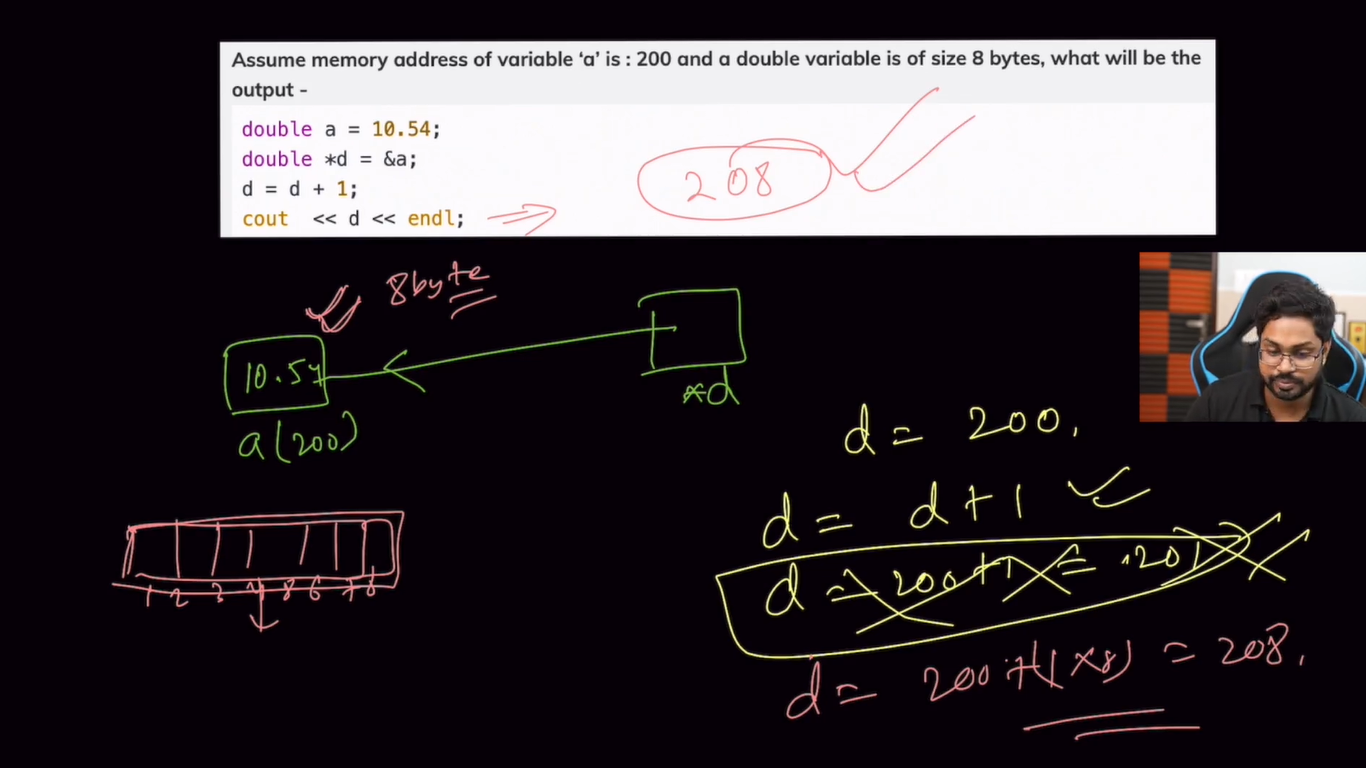 Assume memory address of variable ‘a’ is : 200 and a double variable is of size 8 bytes, what will be the
output -
double a = 10.54;
double *d = &a;
d = d + 1;
cout << d << endl;
208
8byte
10.54
a(200)
*d
d = 200.
d = d+1
d = 200+1 = 201
d = 200+(1×8) = 208.
1 2 3 4 5 6 7 8